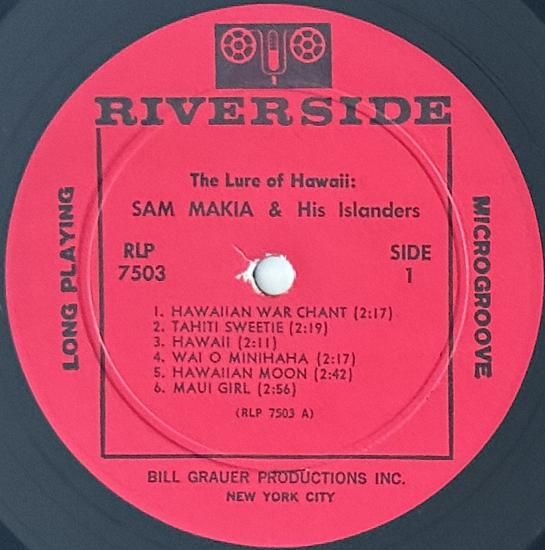 RIVERSIDE
The Lure of Hawaii:
SAM MAKIA & His Islanders
RLP
7503
SIDE
1
LONG PLAYING
MICROGROOVE
1. HAWAIIAN WAR CHANT (2:17)
2. TAHITI SWEETIE (2:19)
3. HAWAII (2:11)
4. WAI O MINIHAHA (2:17)
5. HAWAIIAN MOON (2:42)
6. MAUI GIRL (2:56)
(RLP 7503 A)
BILL GRAUER PRODUCTIONS INC.
NEW YORK CITY